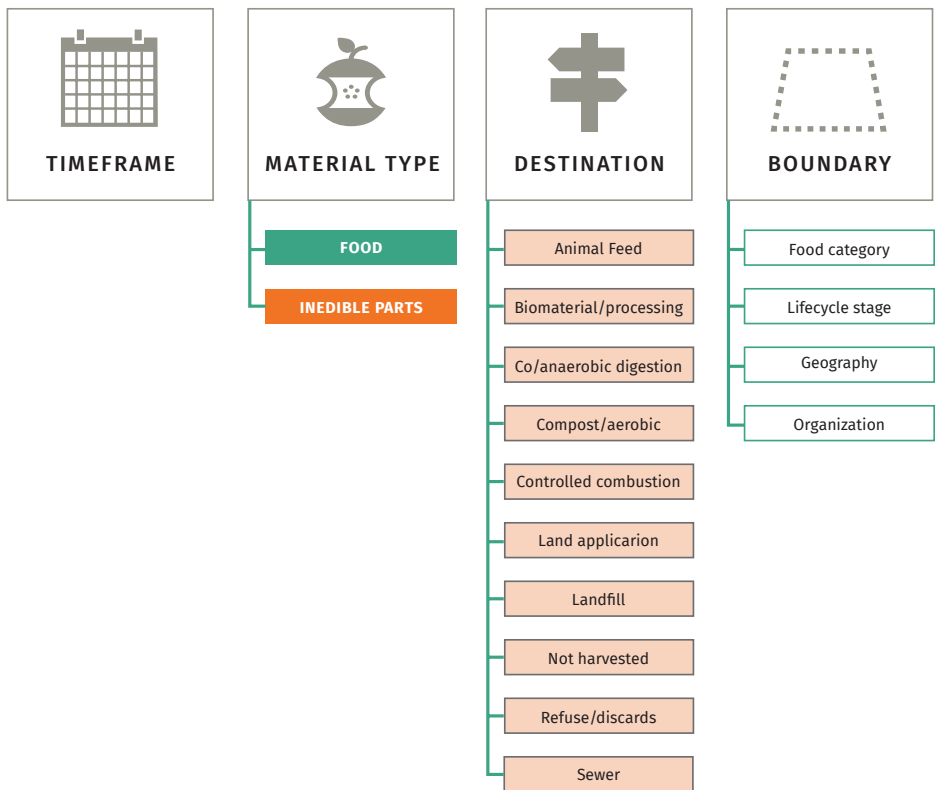 TIMEFRAME
MATERIAL TYPE
FOOD
INEDIBLE PARTS
DESTINATION
Animal Feed
Biomaterial/processing
Co/anaerobic digestion
Compost/aerobic
Controlled combustion
Land applicarion
Landfill
Not harvested
Refuse/discards
Sewer
BOUNDARY
Food category
Lifecycle stage
Geography
Organization